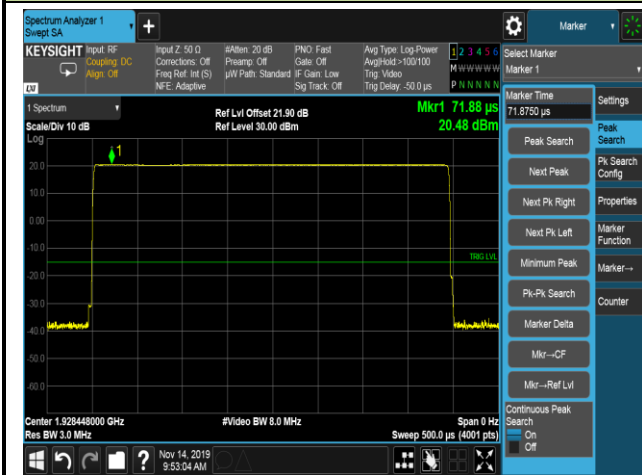 Spectrum Analyzer 1
Swept SA
Marker
KEYSIGHT
Input: RF
Coupling: DC
Align: Off
Input Z: 50 Ω
Corrections: Off
Freq Ref: Int (S)
NFE: Adaptive
#Atten: 20 dB
Preamp: Off
µW Path: Standard
PNO: Fast
Gate: Off
IF Gain: Low
Sig Track: Off
Avg Type: Log-Power
Avg|Hold:>100/100
Trig: Video
Trig Delay: -50.0 µs
1 2 3 4 5 6
M W W W W W
P N N N N N
LXI
Select Marker
Marker 1
1 Spectrum
Scale/Div 10 dB
Log
Ref Lvl Offset 21.90 dB
Ref Level 30.00 dBm
Mkr1 71.88 µs
20.48 dBm
1
20.0
10.0
0.00
-10.0
-20.0
-30.0
-40.0
-50.0
-60.0
TRIG LVL
Center 1.928448000 GHz
Res BW 3.0 MHz
#Video BW 8.0 MHz
Span 0 Hz
Sweep 500.0 µs (4001 pts)
Marker Time
71.8750 µs
Peak Search
Next Peak
Next Pk Right
Next Pk Left
Minimum Peak
Pk-Pk Search
Marker Delta
Mkr→CF
Mkr→Ref Lvl
Continuous Peak
Search
On
Off
Settings
Peak
Search
Pk Search
Config
Properties
Marker
Function
Marker→
Counter
Nov 14, 2019
9:53:04 AM